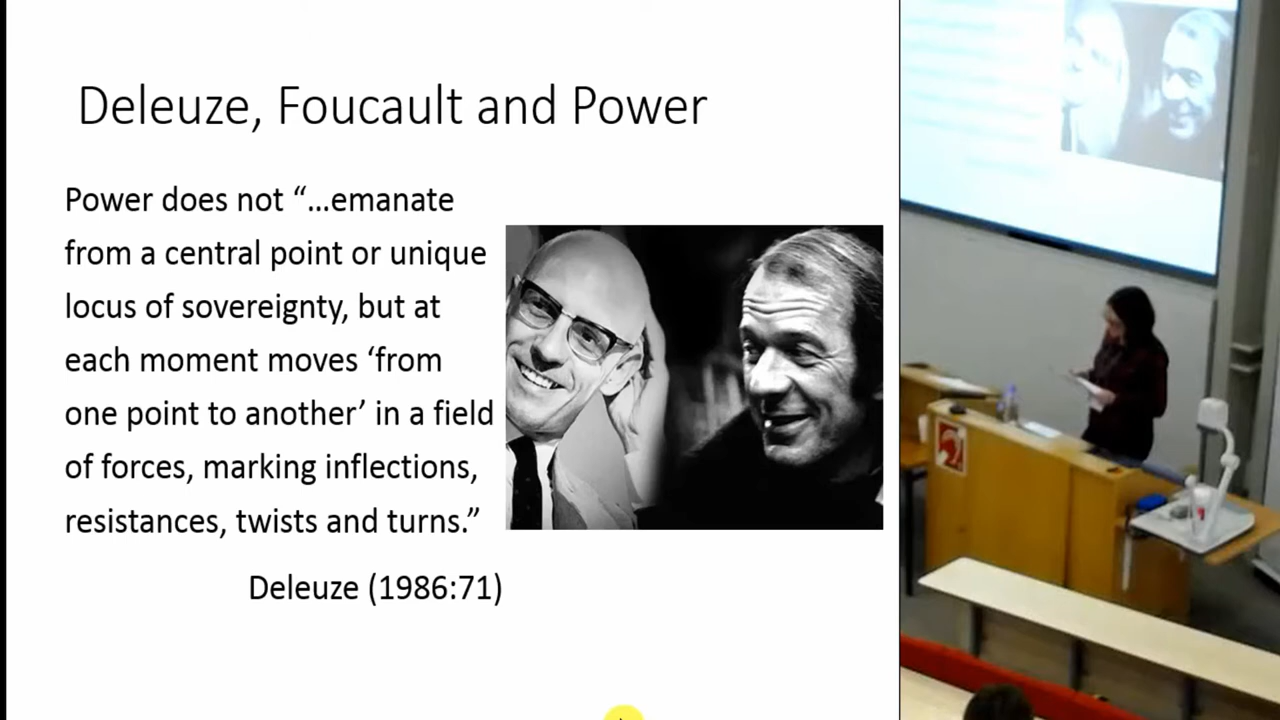 Deleuze, Foucault and Power
Power does not “…emanate
from a central point or unique
locus of sovereignty, but at
each moment moves ‘from
one point to another’ in a field
of forces, marking inflections,
resistances, twists and turns.”
Deleuze (1986:71)